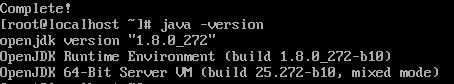 Complete!
[root@localhost ~]# java -version
openjdk version "1.8.0_272"
OpenJDK Runtime Environment (build 1.8.0_272-b10)
OpenJDK 64-Bit Server VM (build 25.272-b10, mixed mode)